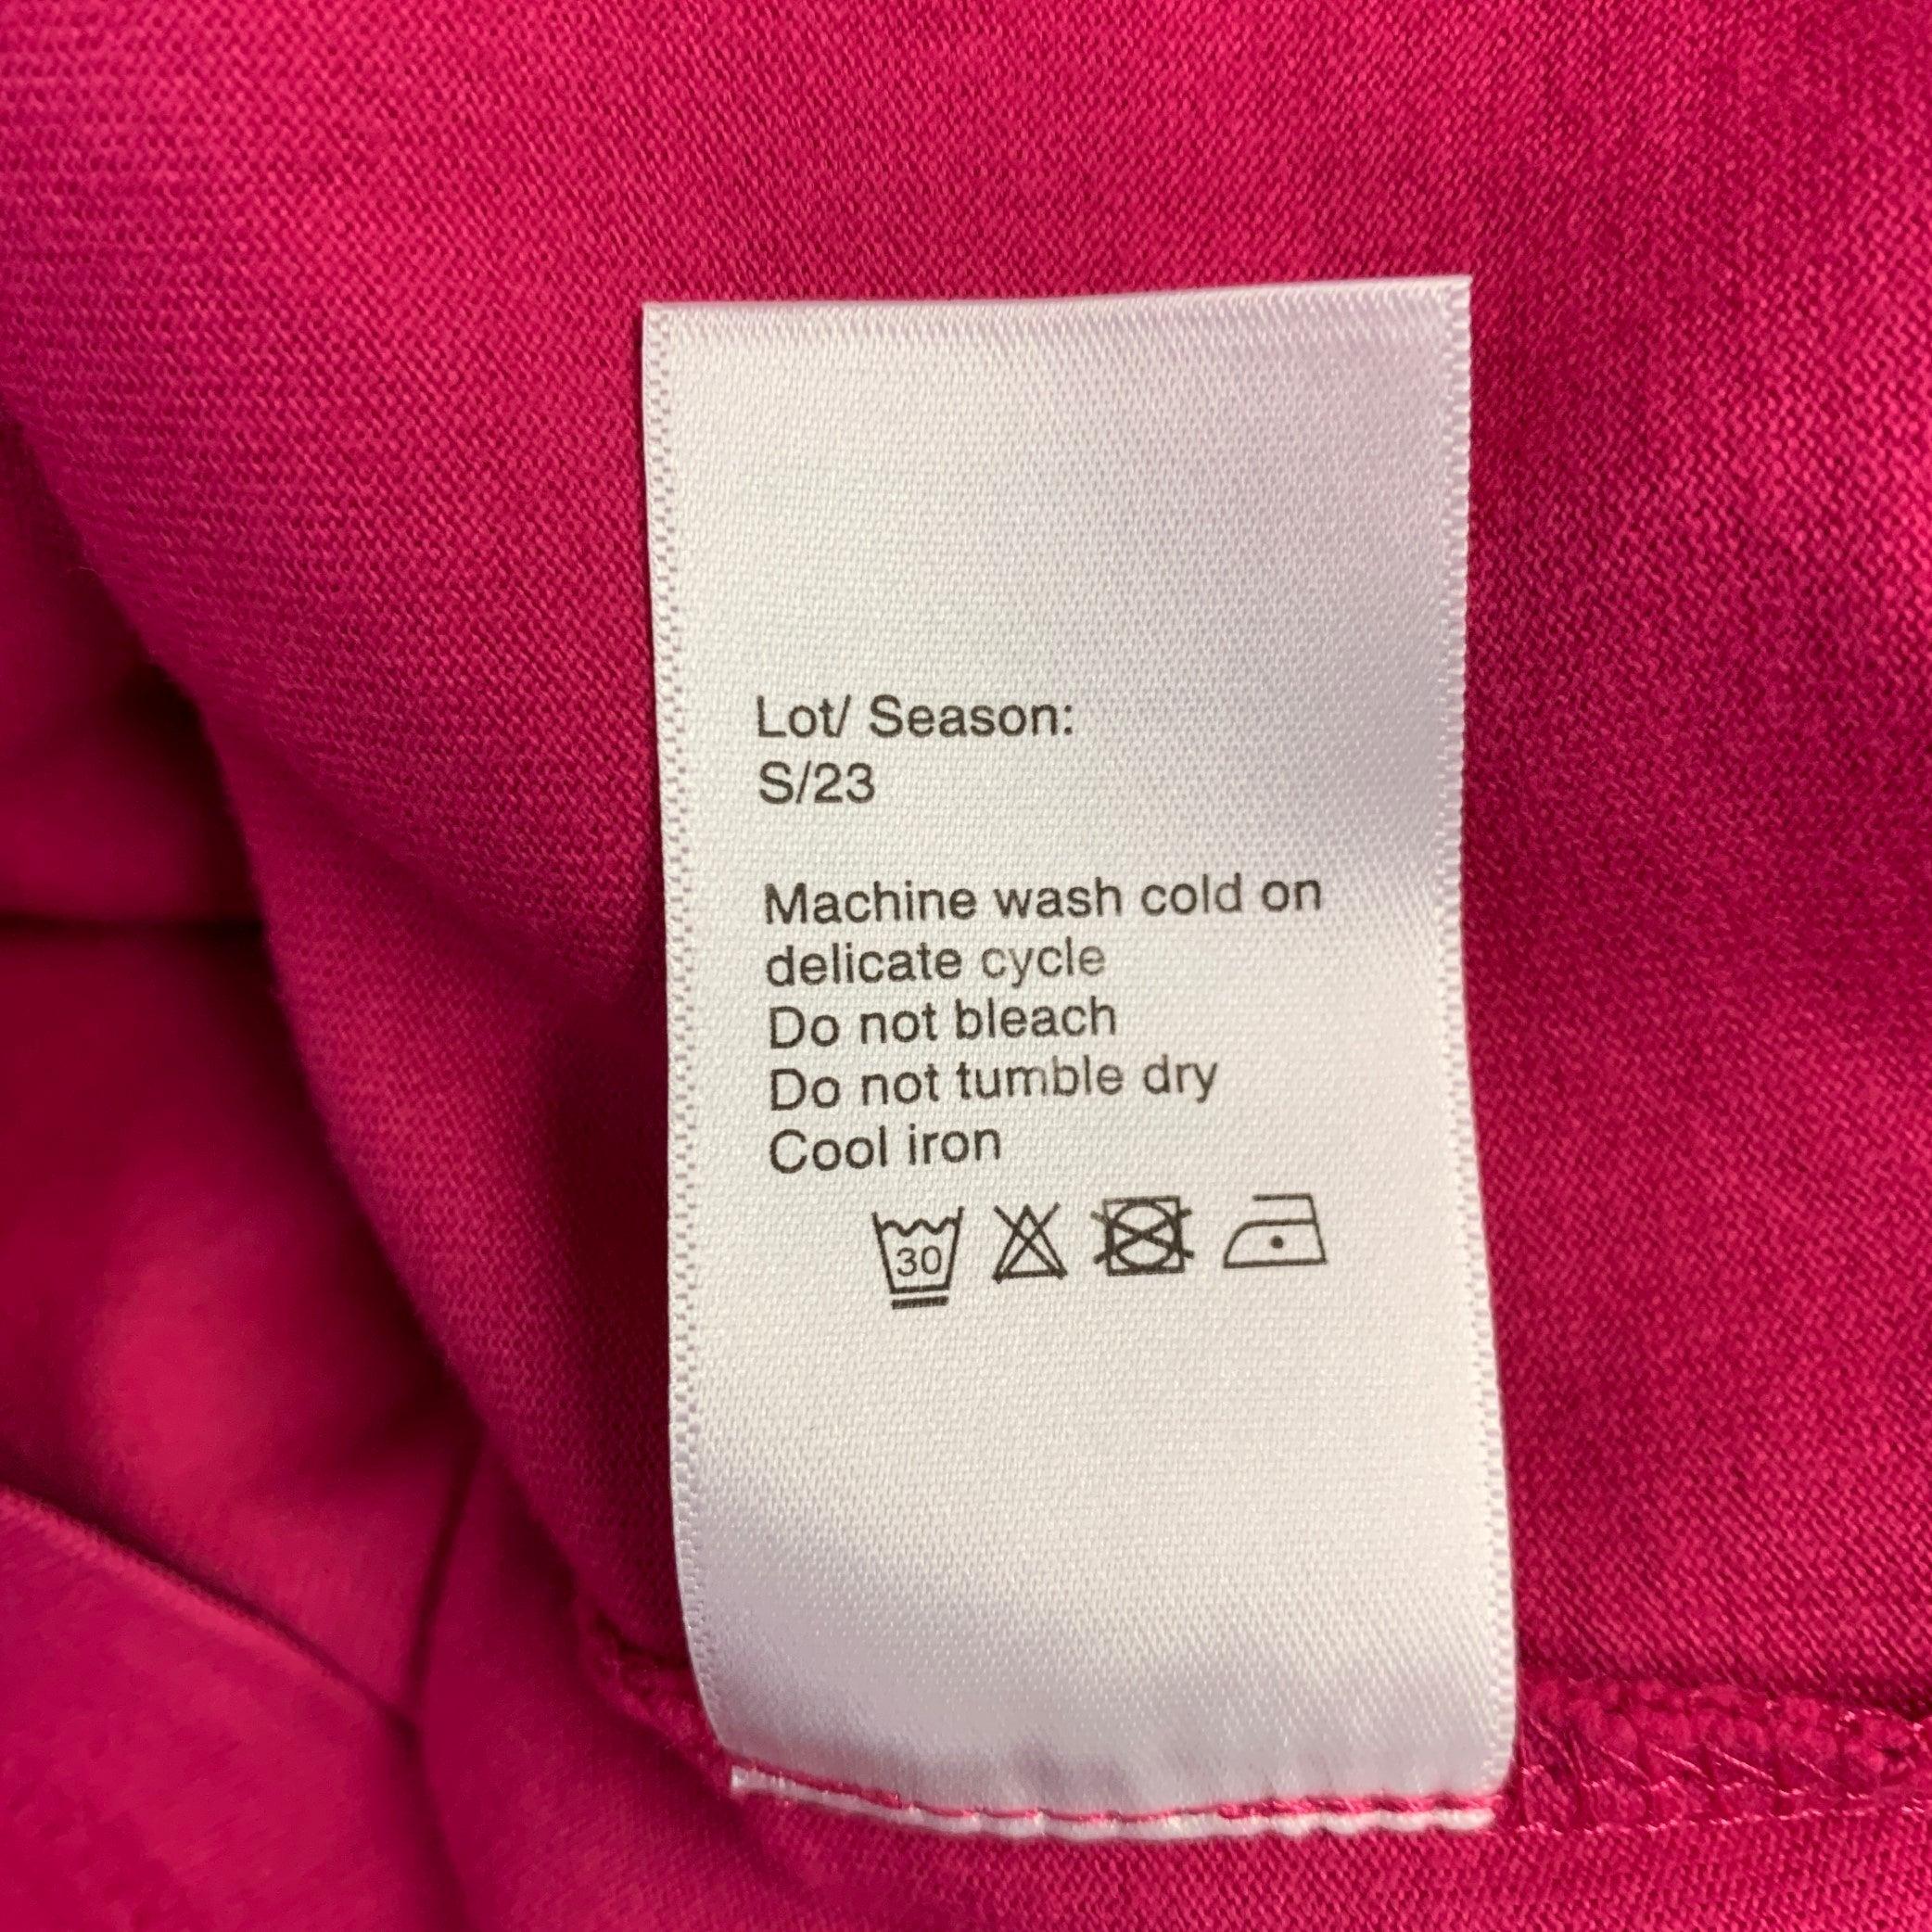 Lot/ Season:
S/23
Machine wash cold on
delicate cycle
Do not bleach
Do not tumble dry
Cool iron
30